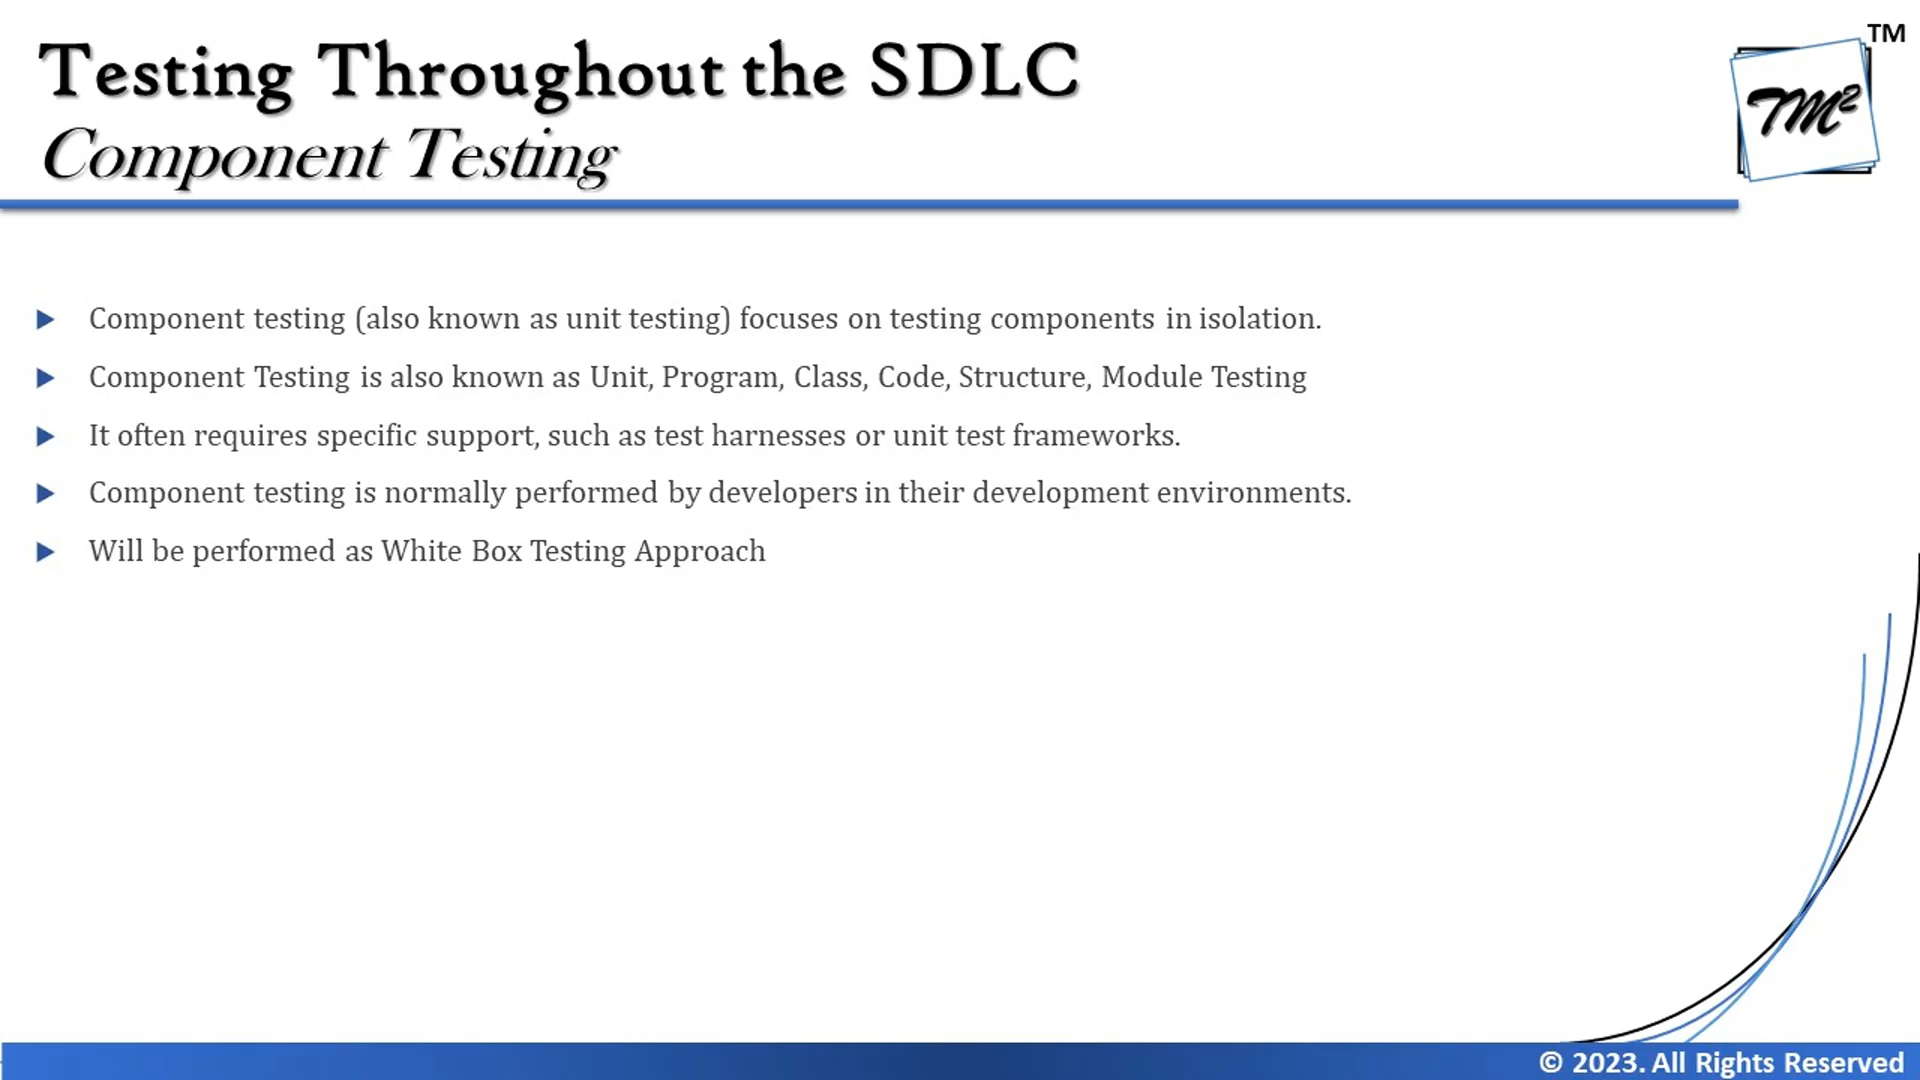 Testing Throughout the SDLC
TM
TM²
Component Testing
Component testing (also known as unit testing) focuses on testing components in isolation.
Component Testing is also known as Unit, Program, Class, Code, Structure, Module Testing
It often requires specific support, such as test harnesses or unit test frameworks.
Component testing is normally performed by developers in their development environments.
Will be performed as White Box Testing Approach
© 2023. All Rights Reserved